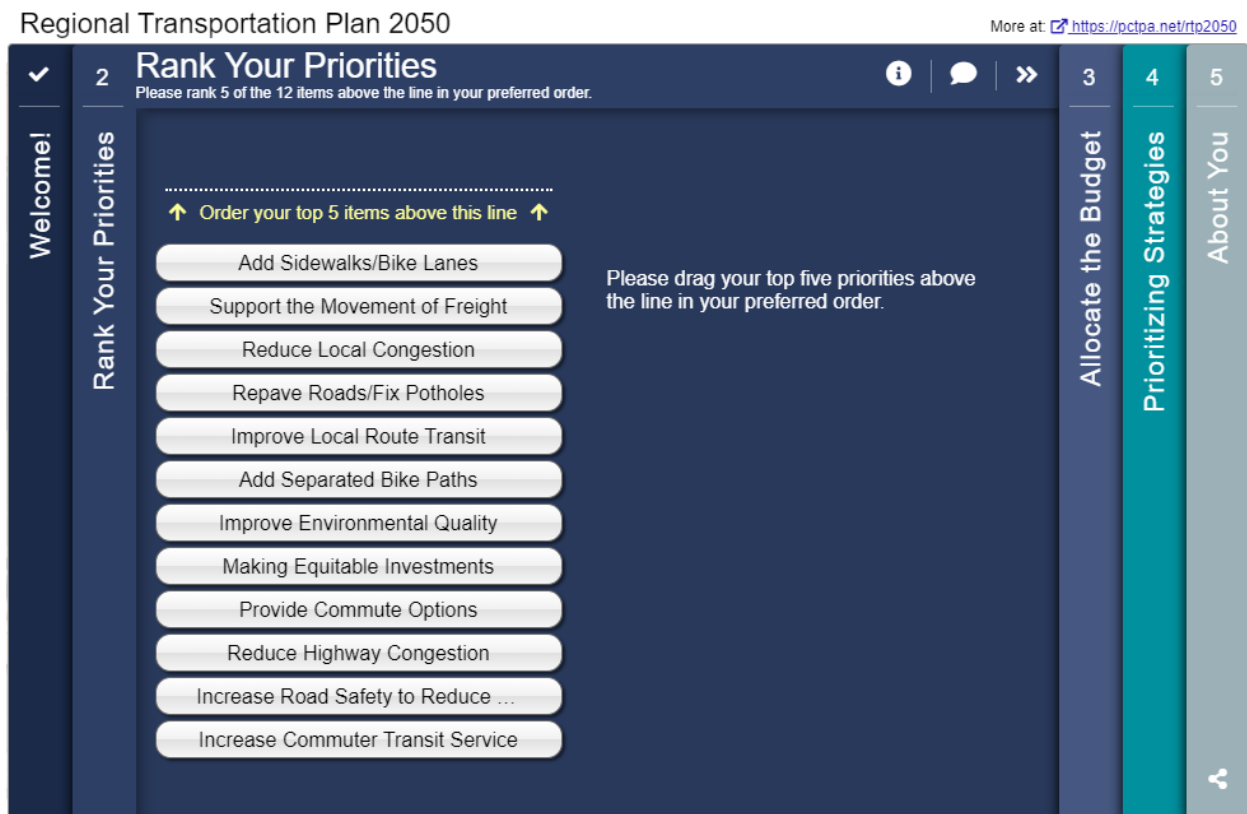 Regional Transportation Plan 2050
More at: https://pctpa.net/rtp2050
Welcome!
2
Rank Your Priorities
Rank Your Priorities
Please rank 5 of the 12 items above the line in your preferred order.
Order your top 5 items above this line
Add Sidewalks/Bike Lanes
Support the Movement of Freight
Reduce Local Congestion
Repave Roads/Fix Potholes
Improve Local Route Transit
Add Separated Bike Paths
Improve Environmental Quality
Making Equitable Investments
Provide Commute Options
Reduce Highway Congestion
Increase Road Safety to Reduce ...
Increase Commuter Transit Service
Please drag your top five priorities above
the line in your preferred order.
3
Allocate the Budget
4
Prioritizing Strategies
5
About You